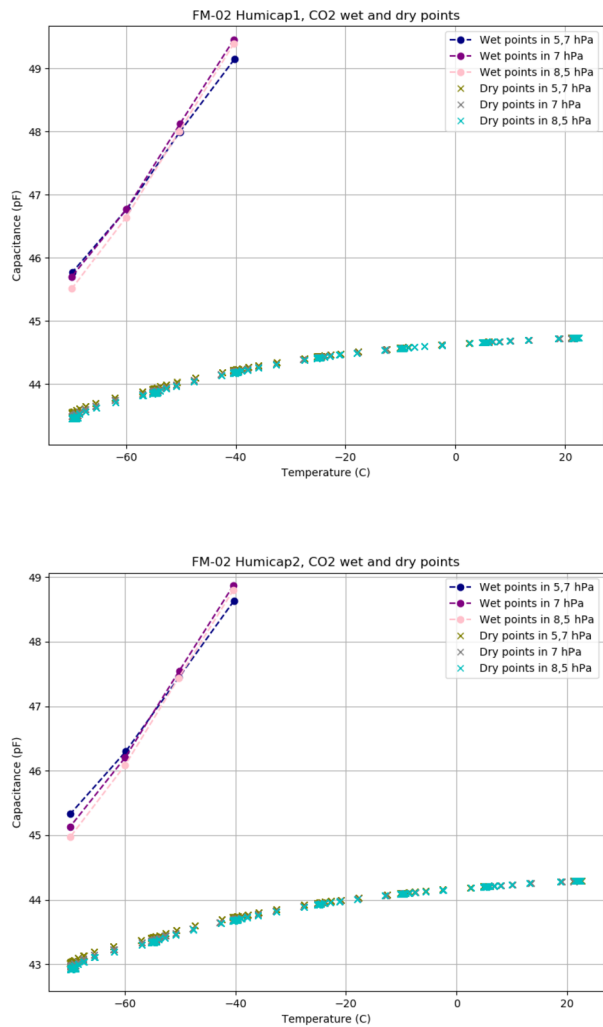 FM-02 Humicap1, CO2 wet and dry points
Wet points in 5,7 hPa
Wet points in 7 hPa
Wet points in 8,5 hPa
Dry points in 5,7 hPa
Dry points in 7 hPa
Dry points in 8,5 hPa
Capacitance (pF)
49
48
47
46
45
44
−60
−40
−20
0
20
Temperature (C)
FM-02 Humicap2, CO2 wet and dry points
Wet points in 5,7 hPa
Wet points in 7 hPa
Wet points in 8,5 hPa
Dry points in 5,7 hPa
Dry points in 7 hPa
Dry points in 8,5 hPa
Capacitance (pF)
49
48
47
46
45
44
43
−60
−40
−20
0
20
Temperature (C)